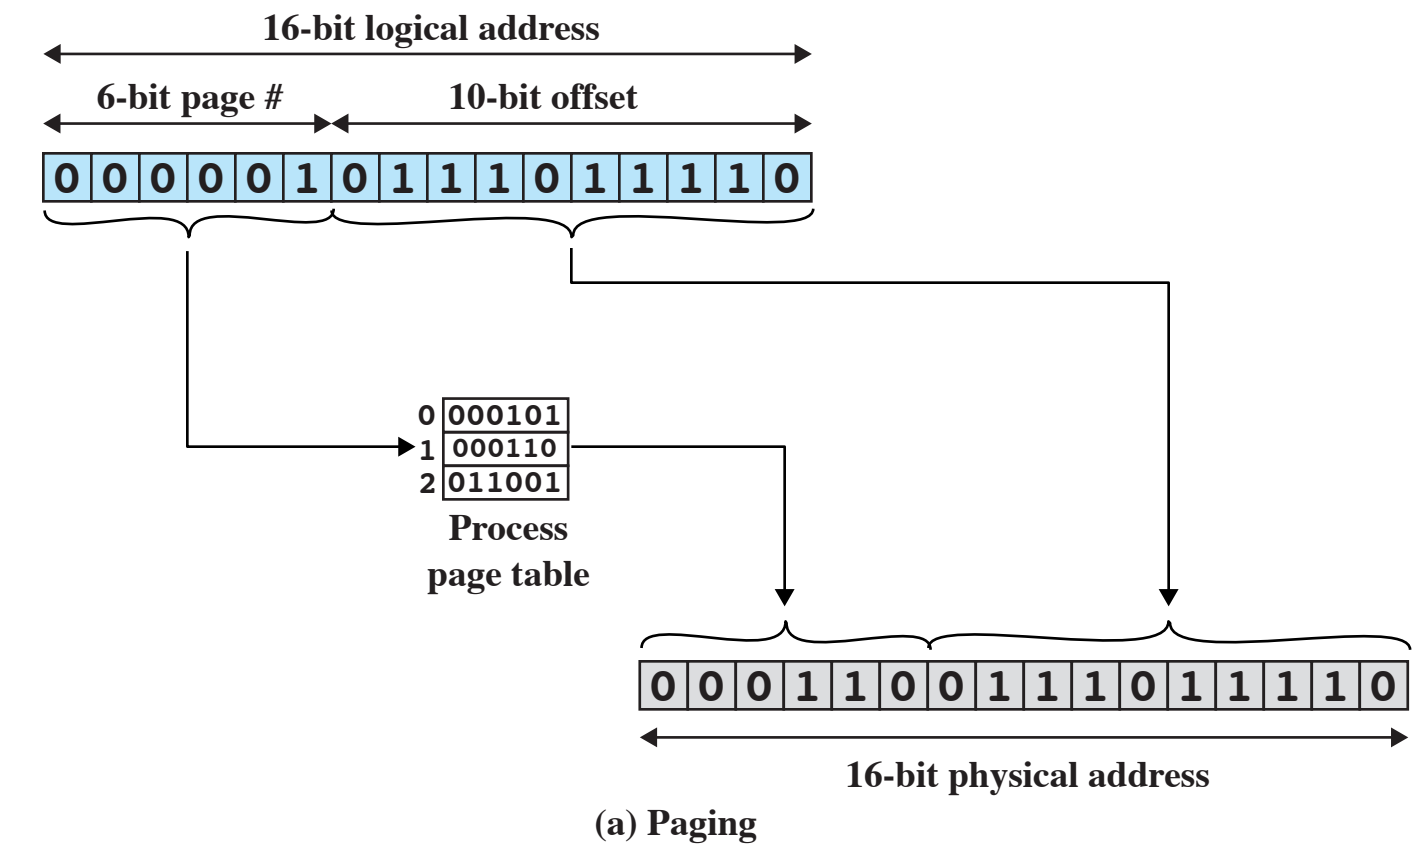 16-bit logical address
6-bit page # 10-bit offset
0 0 0 0 0 1 0 1 1 1 0 1 1 1 1 0
0 000101
1 000110
2 011001
Process
page table
0 0 0 1 1 0 0 1 1 1 0 1 1 1 1 0
16-bit physical address
(a) Paging